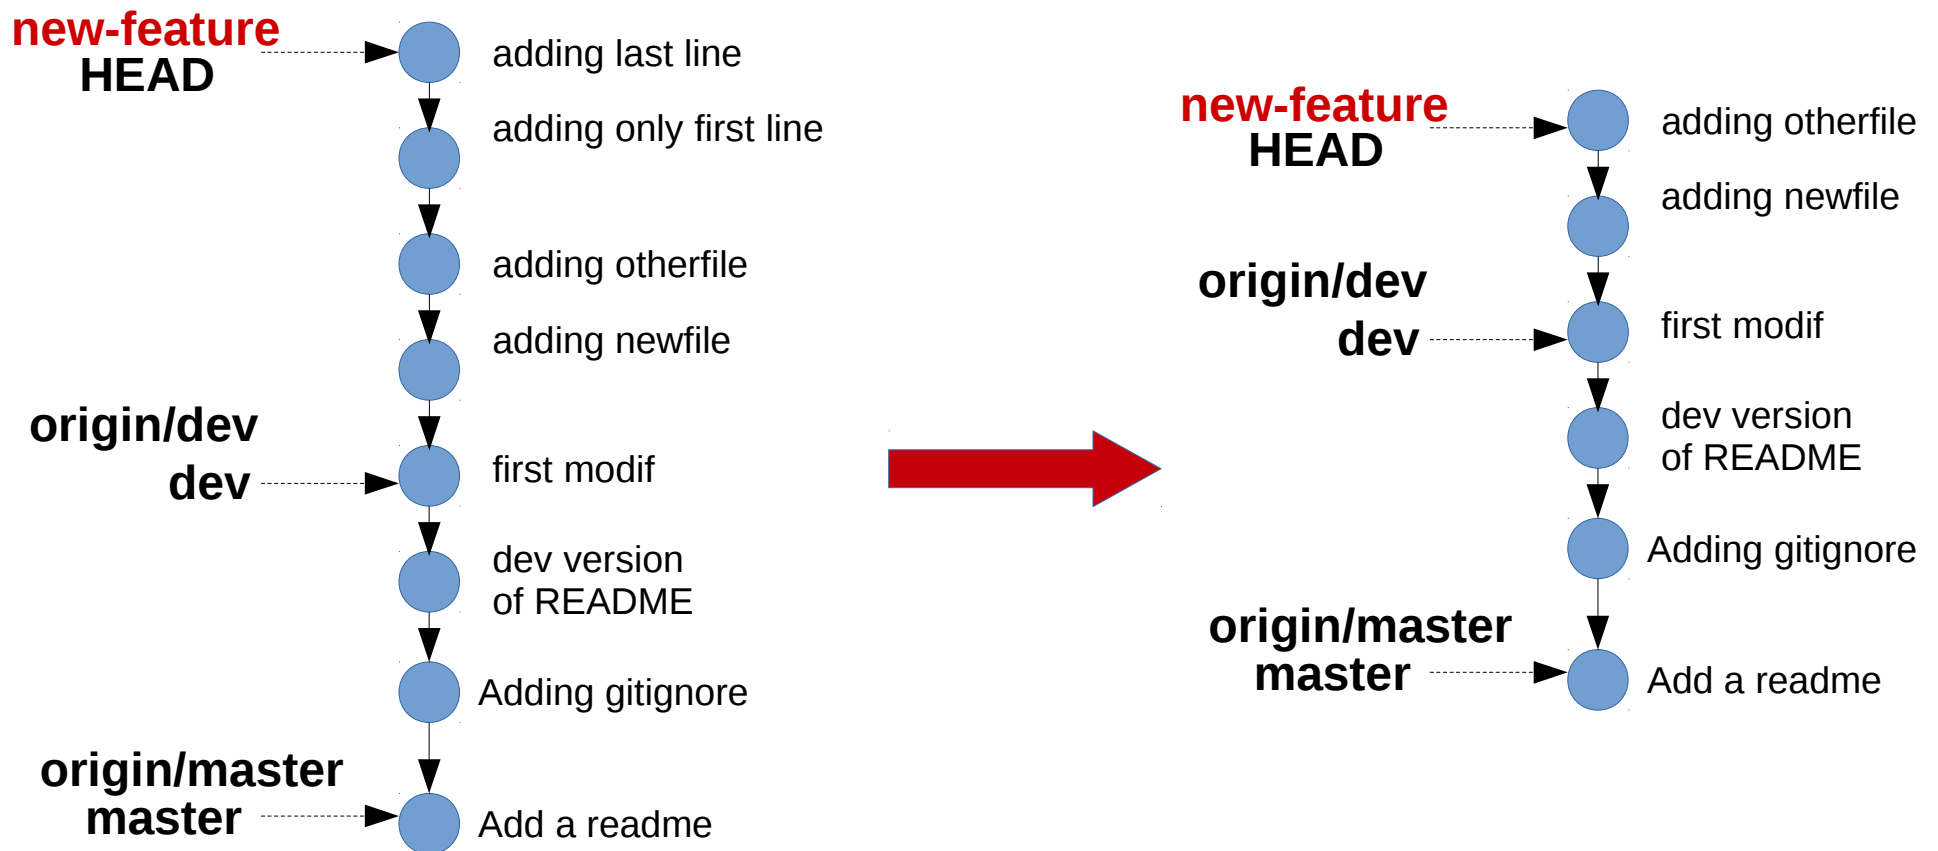 new-feature
HEAD
adding last line
adding only first line
adding otherfile
adding newfile
origin/dev
dev
first modif
dev version
of README
Adding gitignore
origin/master
master
Add a readme
new-feature
HEAD
adding otherfile
adding newfile
origin/dev
dev
first modif
dev version
of README
Adding gitignore
origin/master
master
Add a readme